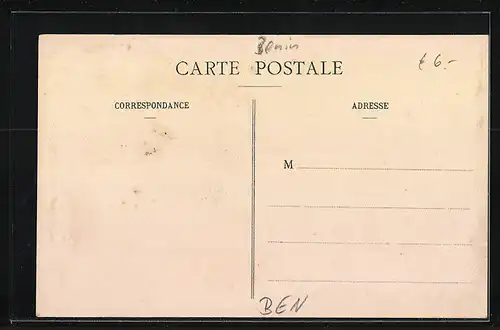 Benin
CARTE POSTALE
€ 6.-
CORRESPONDANCE
ADRESSE
M
BEN